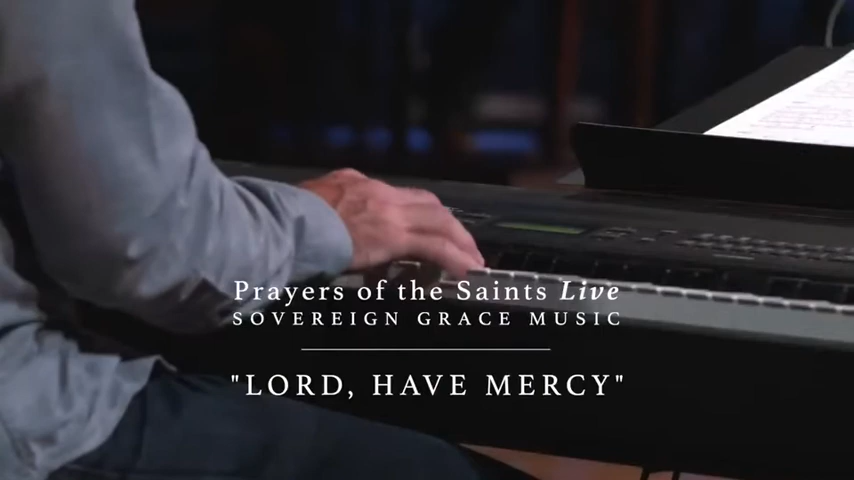 Prayers of the Saints Live
SOVEREIGN GRACE MUSIC
"LORD, HAVE MERCY"